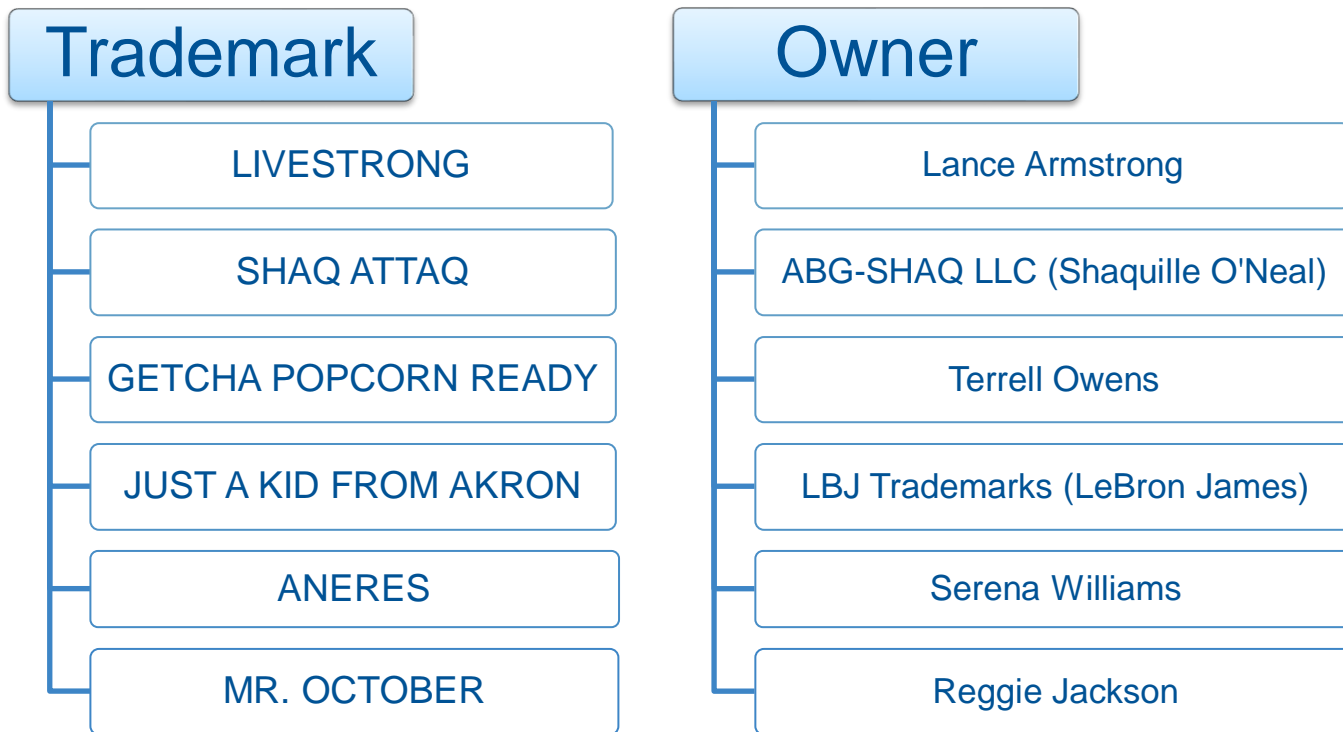 Trademark
LIVESTRONG
SHAQ ATTAQ
GETCHA POPCORN READY
JUST A KID FROM AKRON
ANERES
MR. OCTOBER
Owner
Lance Armstrong
ABG-SHAQ LLC (Shaquille O'Neal)
Terrell Owens
LBJ Trademarks (LeBron James)
Serena Williams
Reggie Jackson